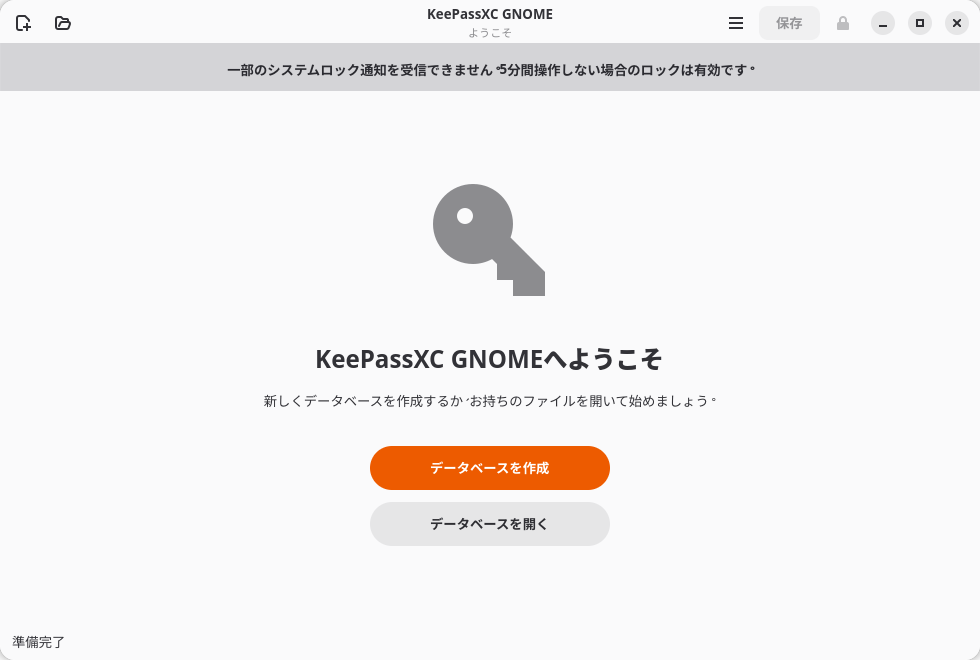 KeePassXC GNOME
ようこそ
保存
一部のシステムロック通知を受信できません。5分間操作しない場合のロックは有効です。
KeePassXC GNOMEへようこそ
新しくデータベースを作成するか、お持ちのファイルを開いて始めましょう。
データベースを作成
データベースを開く
準備完了